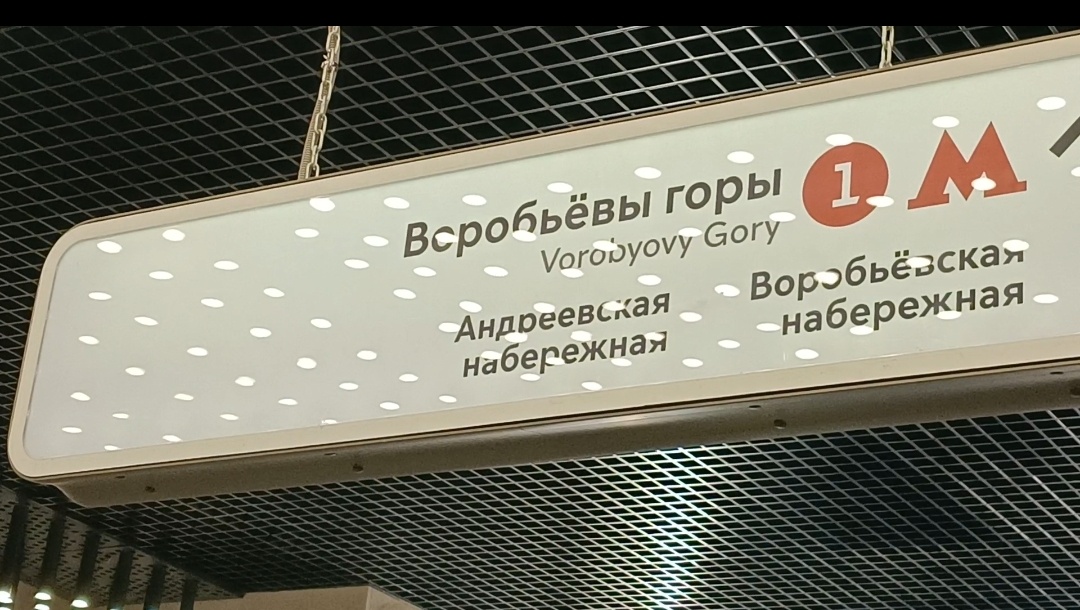 Воробьёвы горы 1 М
Vorobyovy Gory
Андреевская
набережная
Воробьёвская
набережная